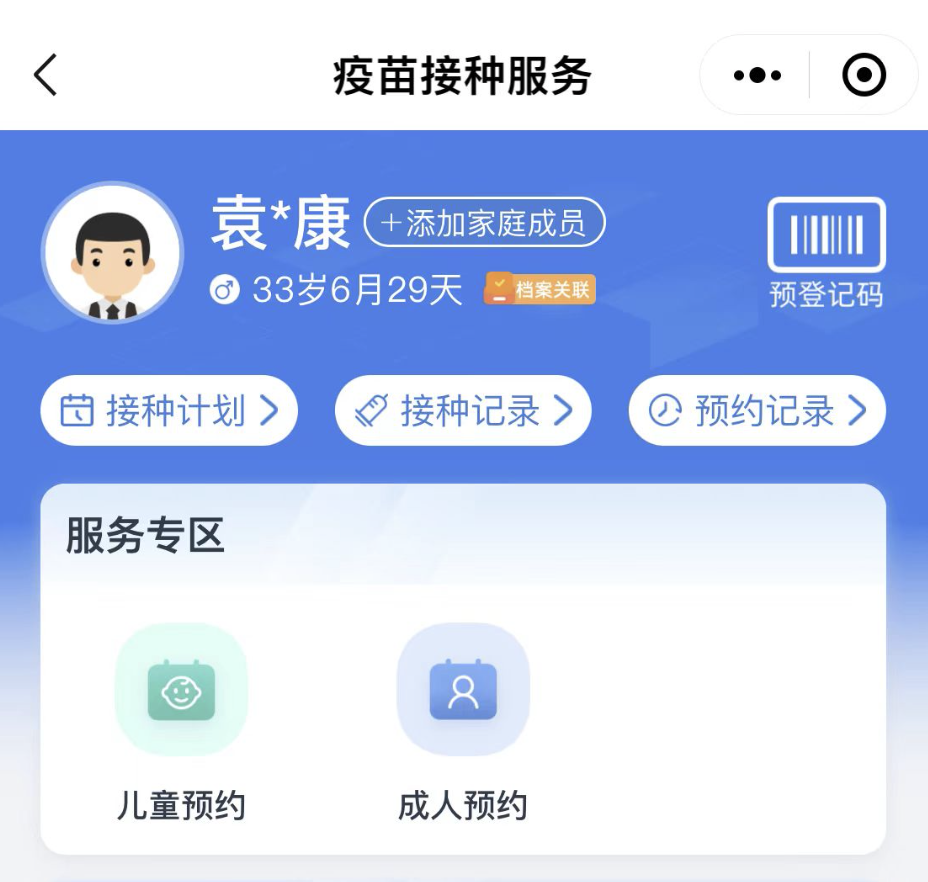 疫苗接种服务
袁*康 +添加家庭成员
33岁6月29天 档案关联
预登记码
接种计划 接种记录 预约记录
服务专区
儿童预约 成人预约